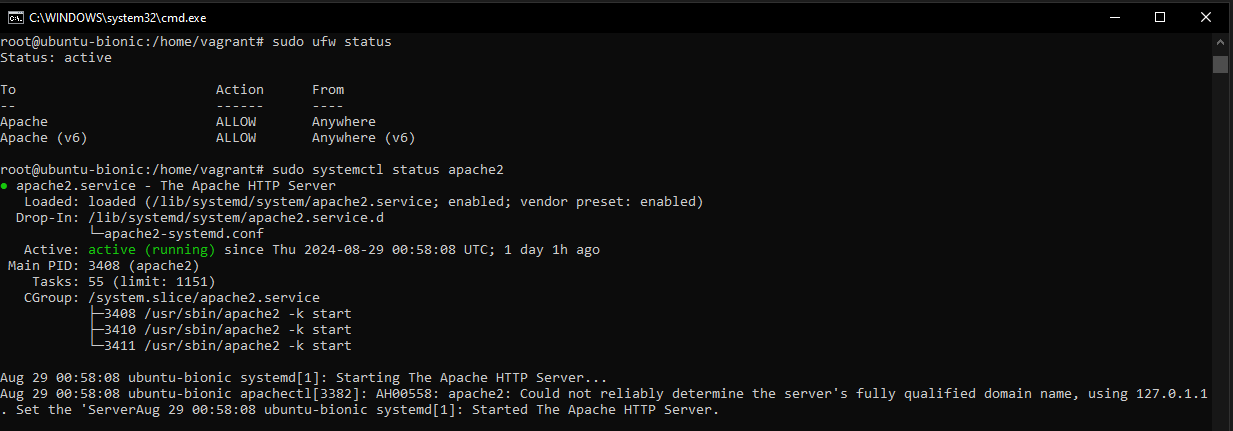 C:\WINDOWS\system32\cmd.exe
root@ubuntu-bionic:/home/vagrant# sudo ufw status
Status: active
To                         Action      From
--                         ------      ----
Apache                     ALLOW       Anywhere
Apache (v6)                ALLOW       Anywhere (v6)
root@ubuntu-bionic:/home/vagrant# sudo systemctl status apache2
● apache2.service - The Apache HTTP Server
   Loaded: loaded (/lib/systemd/system/apache2.service; enabled; vendor preset: enabled)
  Drop-In: /lib/systemd/system/apache2.service.d
           └─apache2-systemd.conf
   Active: active (running) since Thu 2024-08-29 00:58:08 UTC; 1 day 1h ago
 Main PID: 3408 (apache2)
    Tasks: 55 (limit: 1151)
   CGroup: /system.slice/apache2.service
           ├─3408 /usr/sbin/apache2 -k start
           ├─3410 /usr/sbin/apache2 -k start
           └─3411 /usr/sbin/apache2 -k start
Aug 29 00:58:08 ubuntu-bionic systemd[1]: Starting The Apache HTTP Server...
Aug 29 00:58:08 ubuntu-bionic apachectl[3382]: AH00558: apache2: Could not reliably determine the server's fully qualified domain name, using 127.0.1.1
. Set the 'ServerAug 29 00:58:08 ubuntu-bionic systemd[1]: Started The Apache HTTP Server.